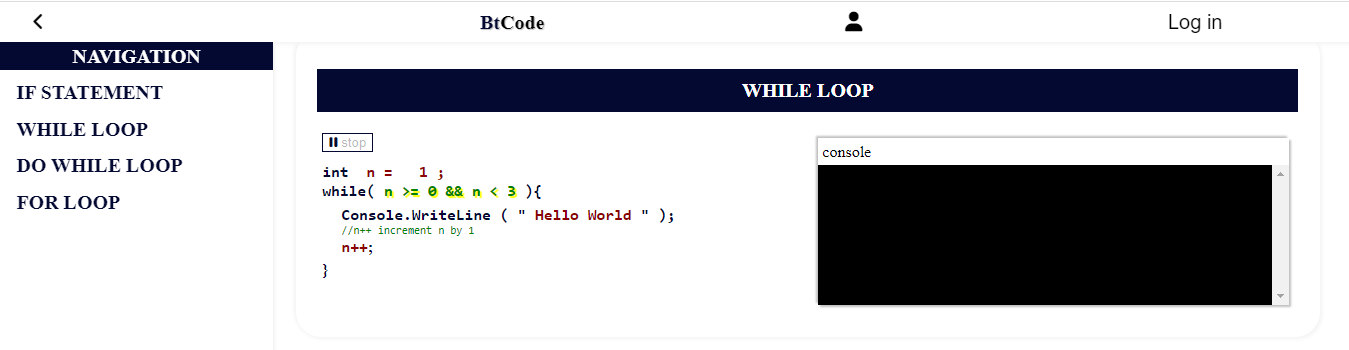 BtCode
Log in
NAVIGATION
IF STATEMENT
WHILE LOOP
DO WHILE LOOP
FOR LOOP
WHILE LOOP
stop
int n = 1 ;
while( n >= 0 && n < 3 ){
Console.WriteLine ( " Hello World " );
//n++ increment n by 1
n++;
}
console